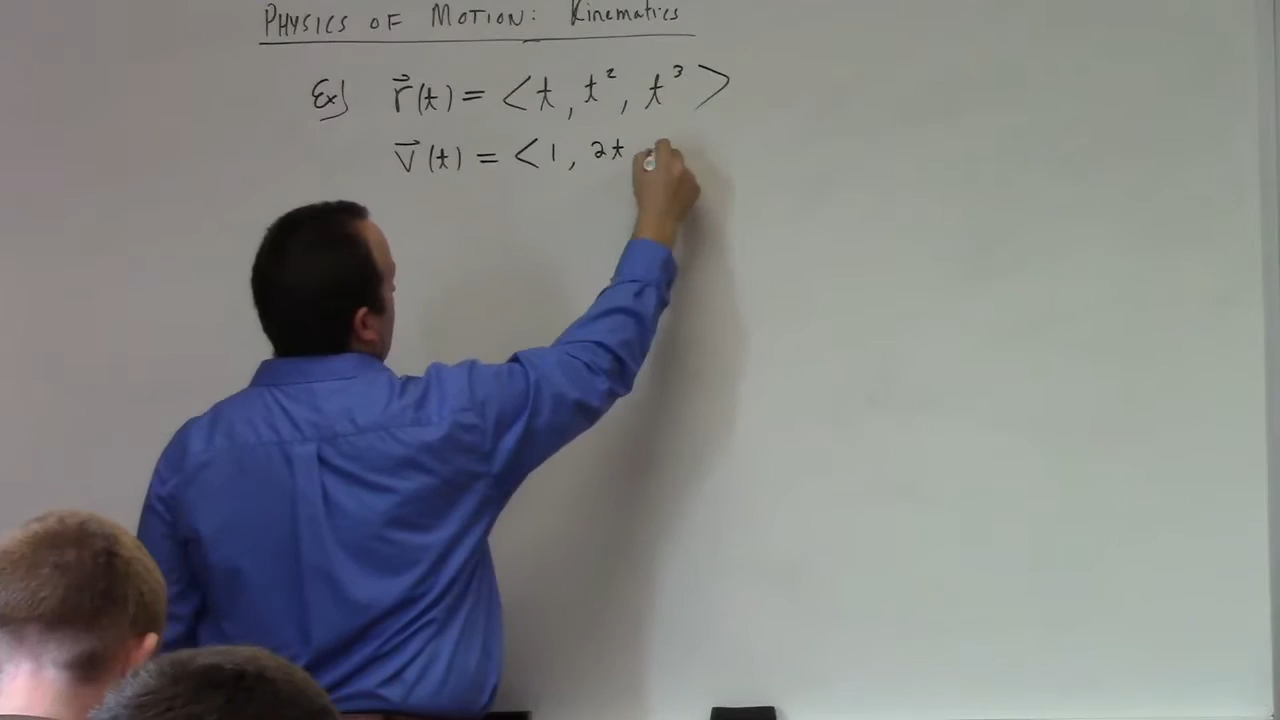 PHYSICS OF MOTION: Kinematics
Ex) r⃗(t) = <t, t², t³>
v⃗(t) = <1, 2t